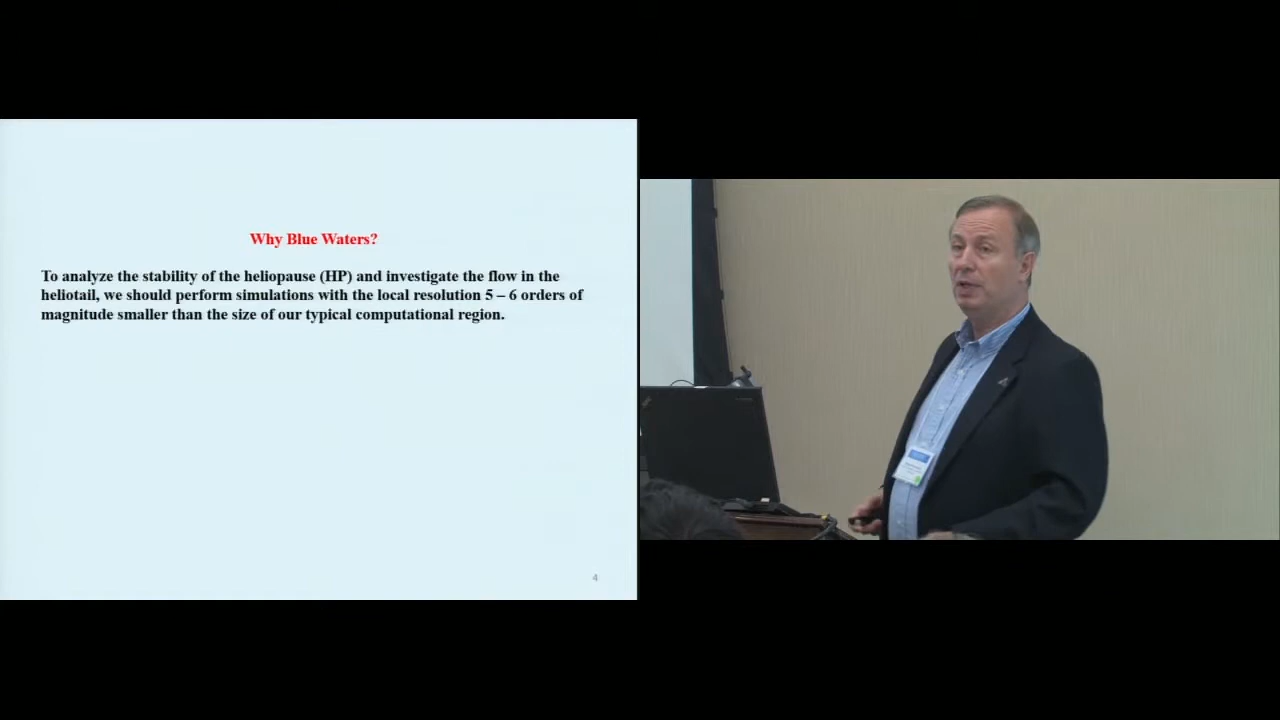 Why Blue Waters?
To analyze the stability of the heliopause (HP) and investigate the flow in the
heliotail, we should perform simulations with the local resolution 5 – 6 orders of
magnitude smaller than the size of our typical computational region.
4